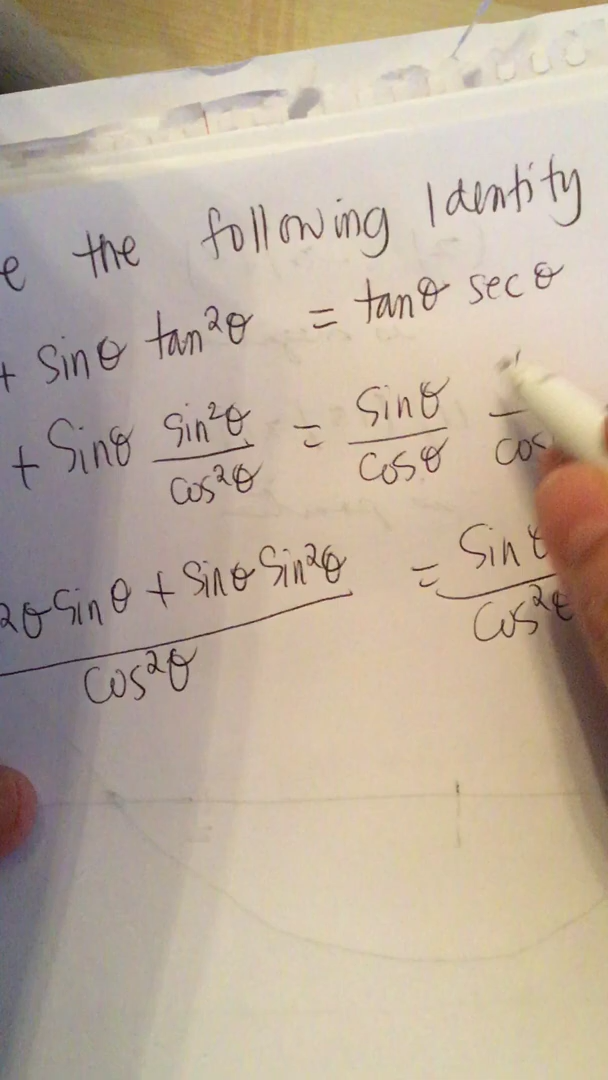 e the following Identity
+ sinθ tan²θ = tanθ secθ
+ Sinθ sin²θ/cos²θ = Sinθ/cosθ /cos
2θ Sinθ + Sinθ Sin²θ/cos²θ = Sinθ/cos²θ